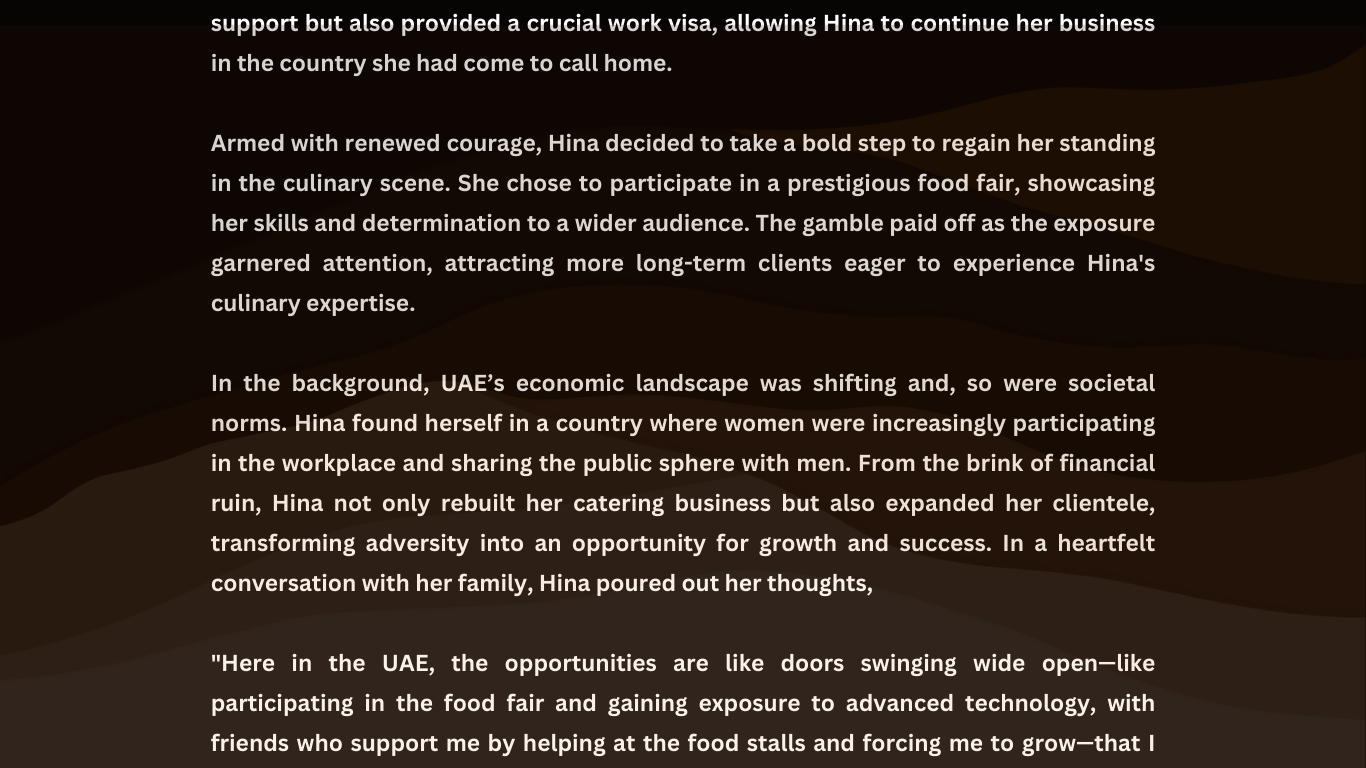 support but also provided a crucial work visa, allowing Hina to continue her business
in the country she had come to call home.
Armed with renewed courage, Hina decided to take a bold step to regain her standing
in the culinary scene. She chose to participate in a prestigious food fair, showcasing
her skills and determination to a wider audience. The gamble paid off as the exposure
garnered attention, attracting more long-term clients eager to experience Hina's
culinary expertise.
In the background, UAE’s economic landscape was shifting and, so were societal
norms. Hina found herself in a country where women were increasingly participating
in the workplace and sharing the public sphere with men. From the brink of financial
ruin, Hina not only rebuilt her catering business but also expanded her clientele,
transforming adversity into an opportunity for growth and success. In a heartfelt
conversation with her family, Hina poured out her thoughts,
"Here in the UAE, the opportunities are like doors swinging wide open—like
participating in the food fair and gaining exposure to advanced technology, with
friends who support me by helping at the food stalls and forcing me to grow—that I